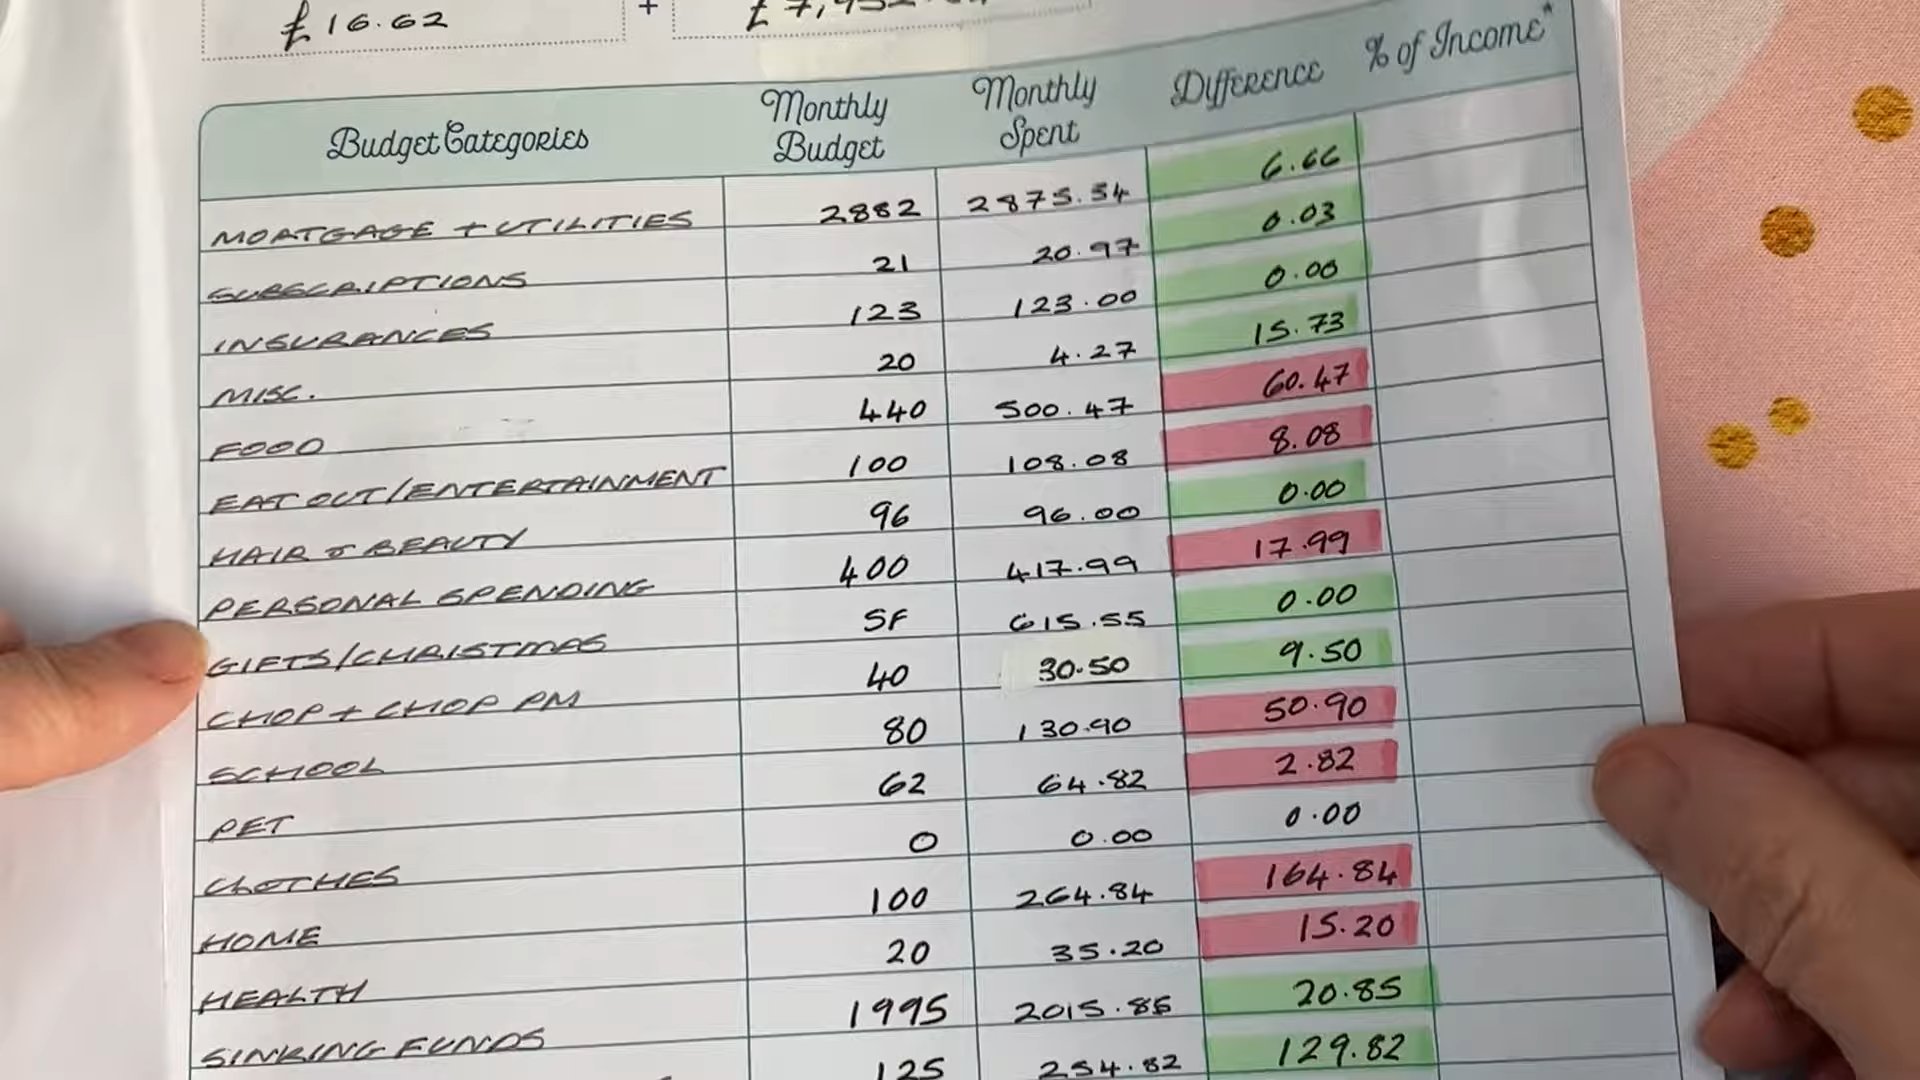 £16.62 +
Budget Categories Monthly Budget Monthly Spent Difference % of Income*
MORTGAGE + UTILITIES 2882 2875.34 6.66
SUBSCRIPTIONS 21 20.97 0.03
INSURANCES 123 123.00 0.00
MISC. 20 4.27 15.73
FOOD 440 500.47 60.47
EAT OUT/ENTERTAINMENT 100 108.08 8.08
HAIR & BEAUTY 96 96.00 0.00
PERSONAL SPENDING 400 417.99 17.99
GIFTS/CHRISTMAS SF 615.55 0.00
CHOP + CHOP PM 40 30.50 9.50
SCHOOL 80 130.90 50.90
PET 62 64.82 2.82
CLOTHES 0 0.00 0.00
HOME 100 264.84 164.84
HEALTH 20 35.20 15.20
SINKING FUNDS 1995 2015.85 20.85
125 254.82 129.82